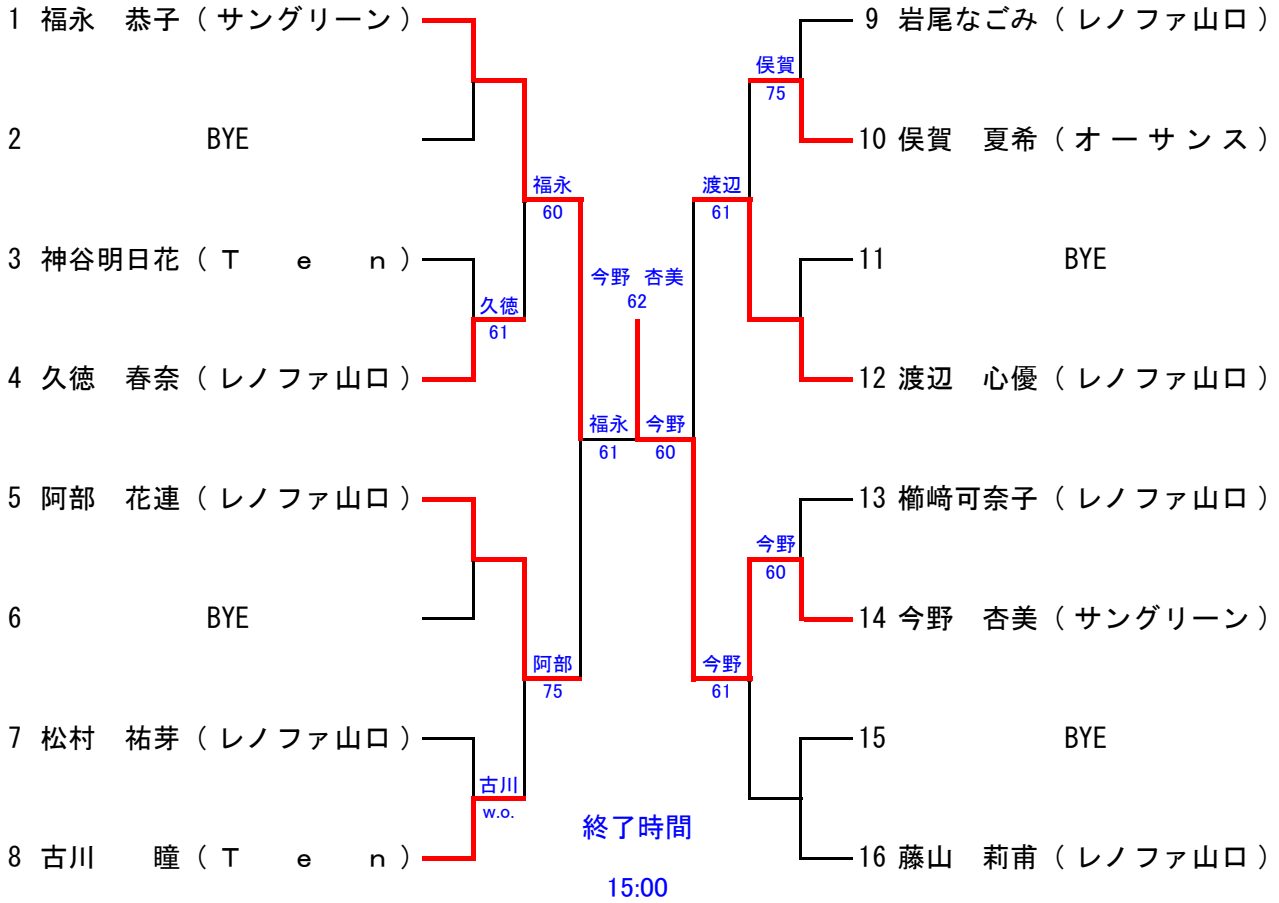 1 福永　恭子 ( サングリーン )
2 BYE
3 神谷明日花 ( Ｔ　ｅ　ｎ )
4 久徳　春奈 ( レノファ山口 )
5 阿部　花連 ( レノファ山口 )
6 BYE
7 松村　祐芽 ( レノファ山口 )
8 古川　瞳 ( Ｔ　ｅ　ｎ )
久徳
61
古川
w.o.
福永
60
阿部
75
福永
61
今野　杏美
62
今野
60
渡辺
61
今野
61
俣賀
75
今野
60
9 岩尾なごみ ( レノファ山口 )
10 俣賀　夏希 ( オーサンス )
11 BYE
12 渡辺　心優 ( レノファ山口 )
13 櫛﨑可奈子 ( レノファ山口 )
14 今野　杏美 ( サングリーン )
15 BYE
16 藤山　莉甫 ( レノファ山口 )
終了時間
15:00